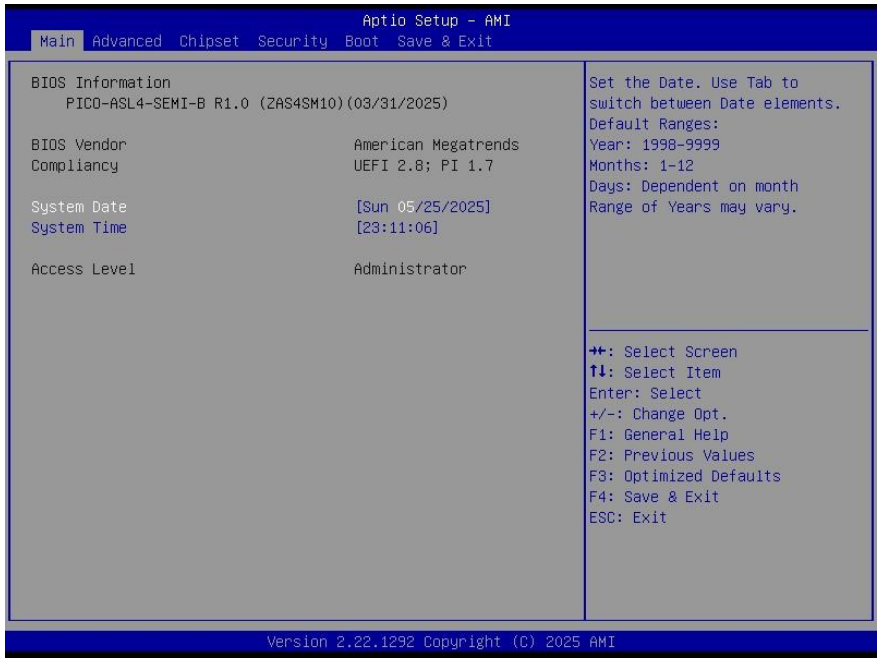 Aptio Setup - AMI
Main Advanced Chipset Security Boot Save & Exit
BIOS Information
PICO-ASL4-SEMI-B R1.0 (ZAS4SM10)(03/31/2025)
BIOS Vendor American Megatrends
Compliancy UEFI 2.8; PI 1.7
System Date [Sun 05/25/2025]
System Time [23:11:06]
Access Level Administrator
Set the Date. Use Tab to
switch between Date elements.
Default Ranges:
Year: 1998-9999
Months: 1-12
Days: Dependent on month
Range of Years may vary.
→←: Select Screen
↑↓: Select Item
Enter: Select
+/-: Change Opt.
F1: General Help
F2: Previous Values
F3: Optimized Defaults
F4: Save & Exit
ESC: Exit
Version 2.22.1292 Copyright (C) 2025 AMI